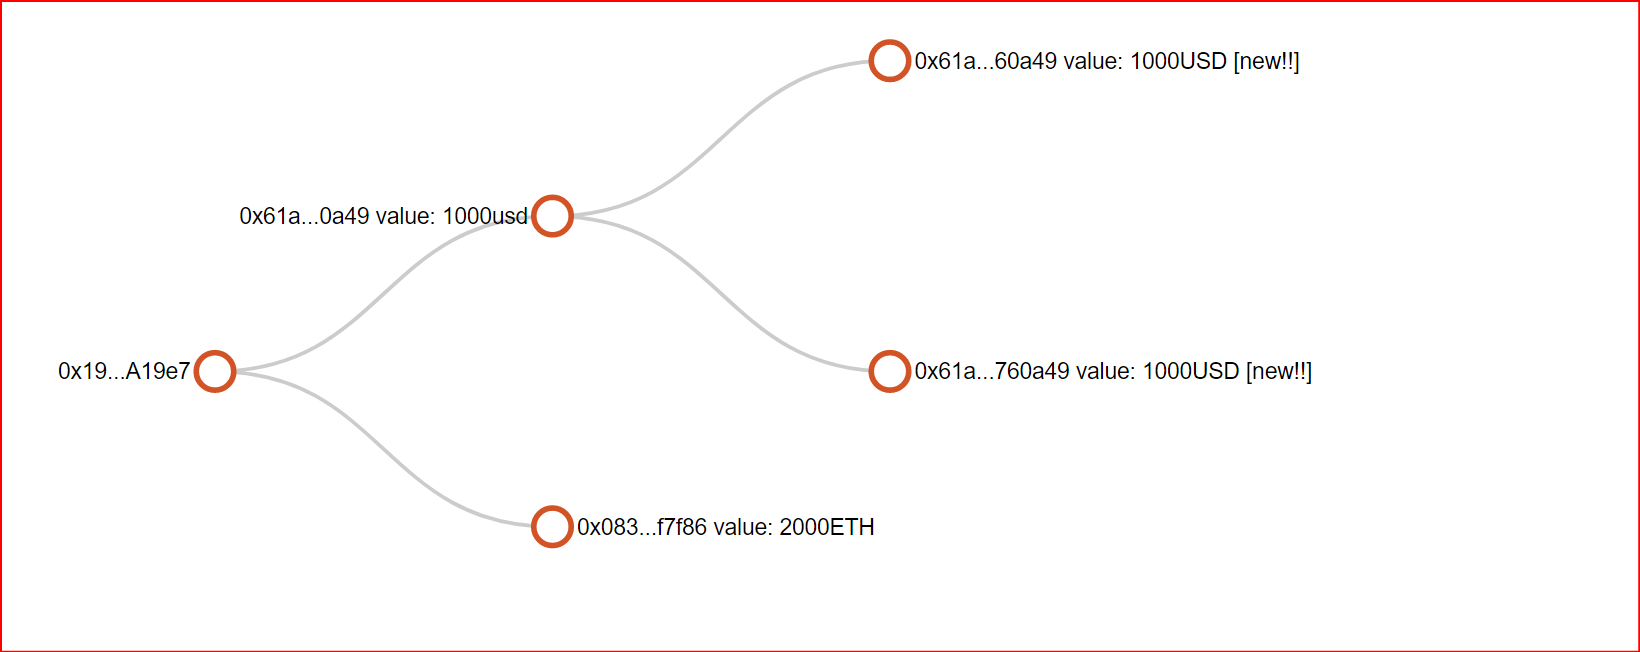 0x61a...60a49 value: 1000USD [new!!]
0x61a...0a49 value: 1000usd
0x19...A19e7
0x61a...760a49 value: 1000USD [new!!]
0x083...f7f86 value: 2000ETH